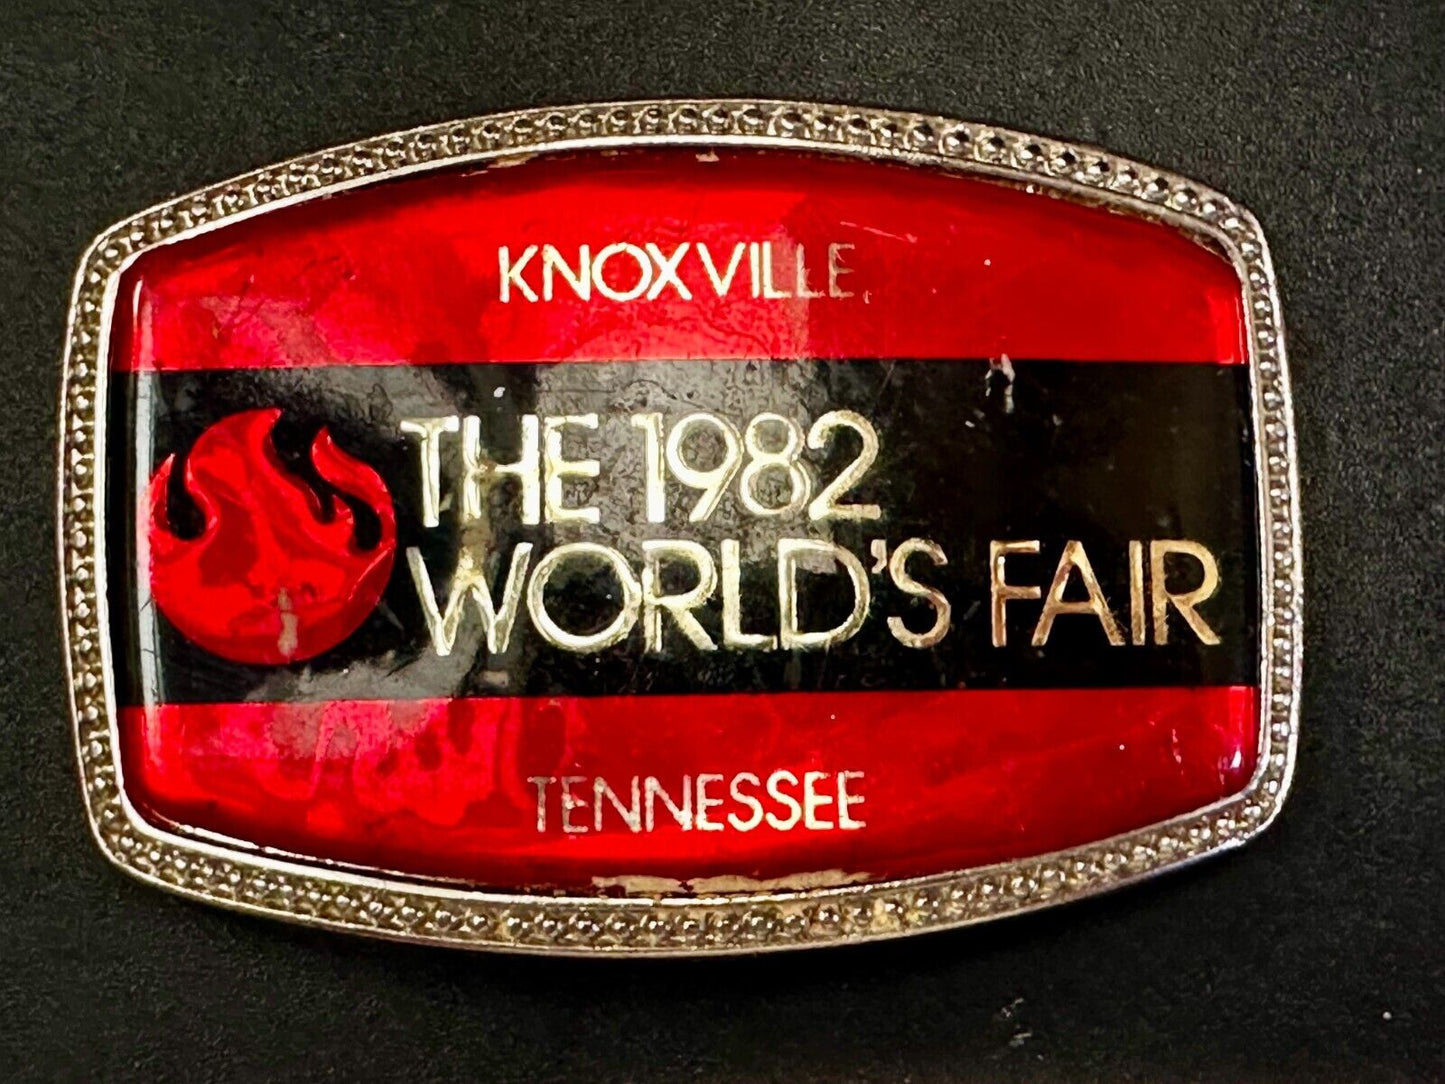 KNOXVILLE
THE 1982
WORLD'S FAIR
TENNESSEE